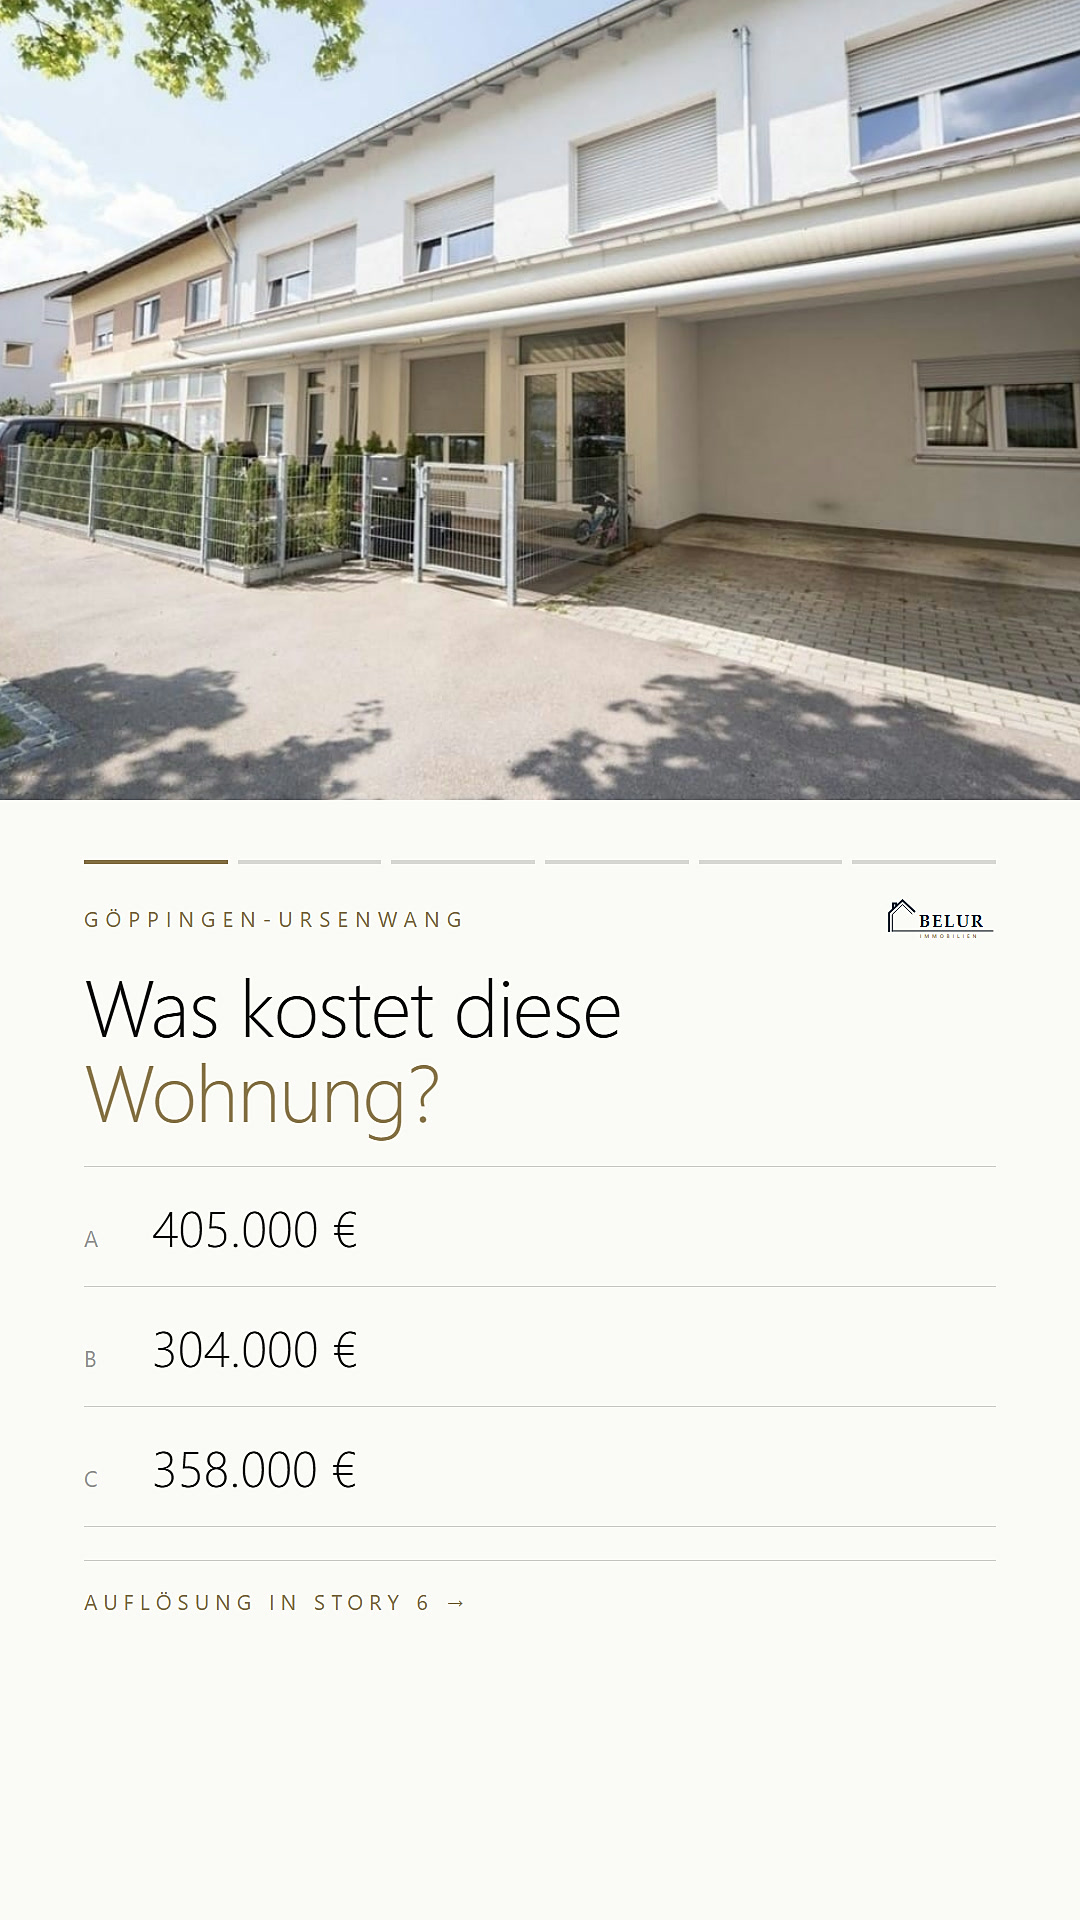 GÖPPINGEN-URSENWANG
BELUR
IMMOBILIEN
Was kostet diese
Wohnung?
A 405.000 €
B 304.000 €
C 358.000 €
AUFLÖSUNG IN STORY 6 →